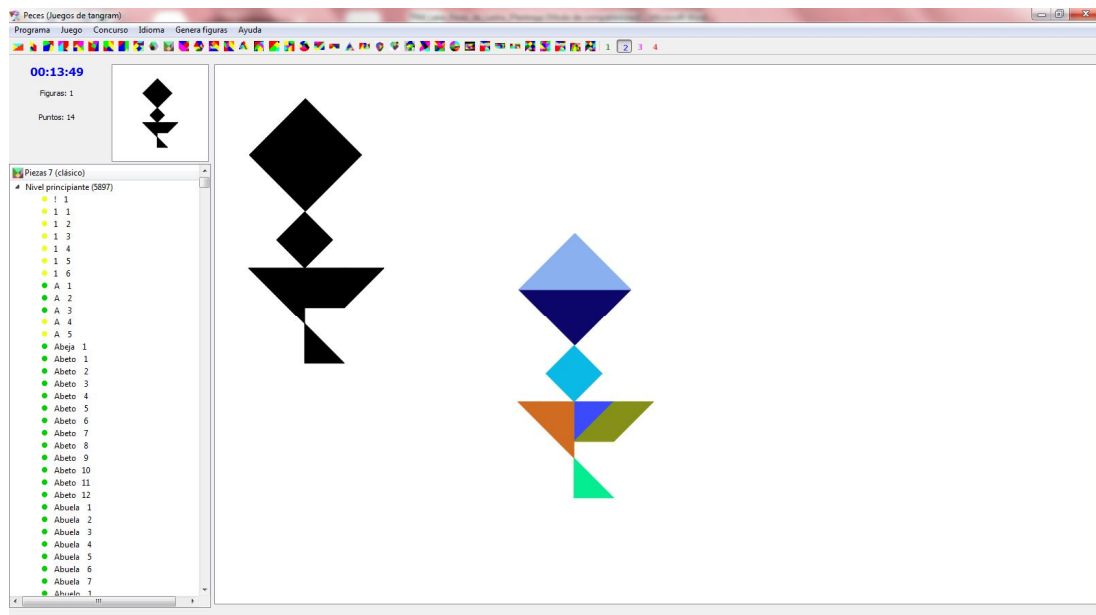 Peces (Juegos de tangram)
Programa Juego Concurso Idioma Genera figuras Ayuda
1 2 3 4
00:13:49
Figuras: 1
Puntos: 14
Piezas 7 (clásico)
Nivel principiante (5897)
! 1
1 1
1 2
1 3
1 4
1 5
1 6
A 1
A 2
A 3
A 4
A 5
Abeja 1
Abeto 1
Abeto 2
Abeto 3
Abeto 4
Abeto 5
Abeto 6
Abeto 7
Abeto 8
Abeto 9
Abeto 10
Abeto 11
Abeto 12
Abuela 1
Abuela 2
Abuela 3
Abuela 4
Abuela 5
Abuela 6
Abuela 7
Abuelo 1